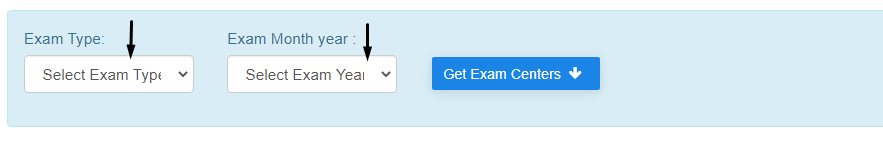 Exam Type:
Exam Month year :
Select Exam Type
Select Exam Year
Get Exam Centers